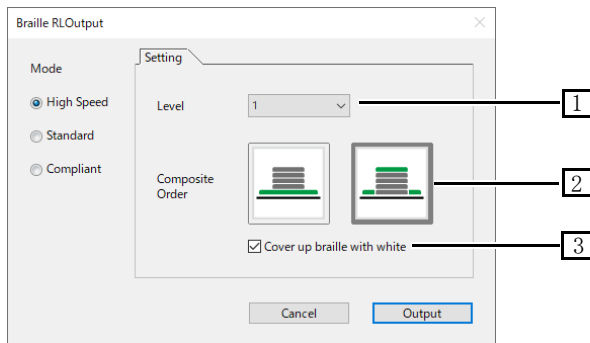 Braille RLOutput
Mode
High Speed
Standard
Compliant
Setting
Level
1
1
Composite
Order
2
Cover up braille with white
3
Cancel
Output